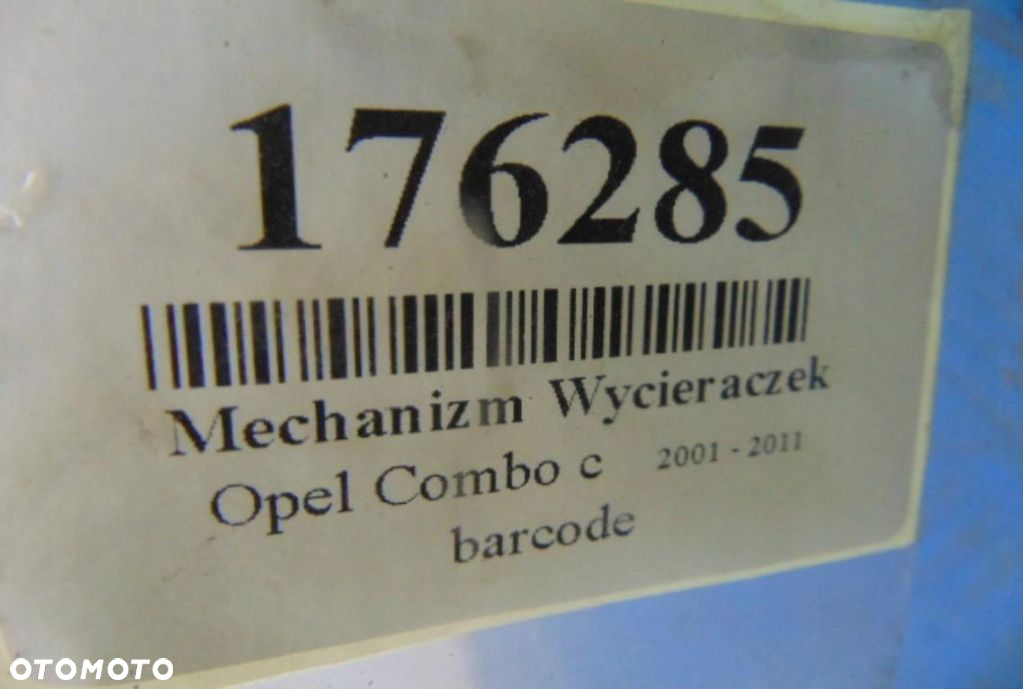 176285
Mechanizm Wycieraczek
Opel Combo c 2001 - 2011
barcode
OTOMOTO